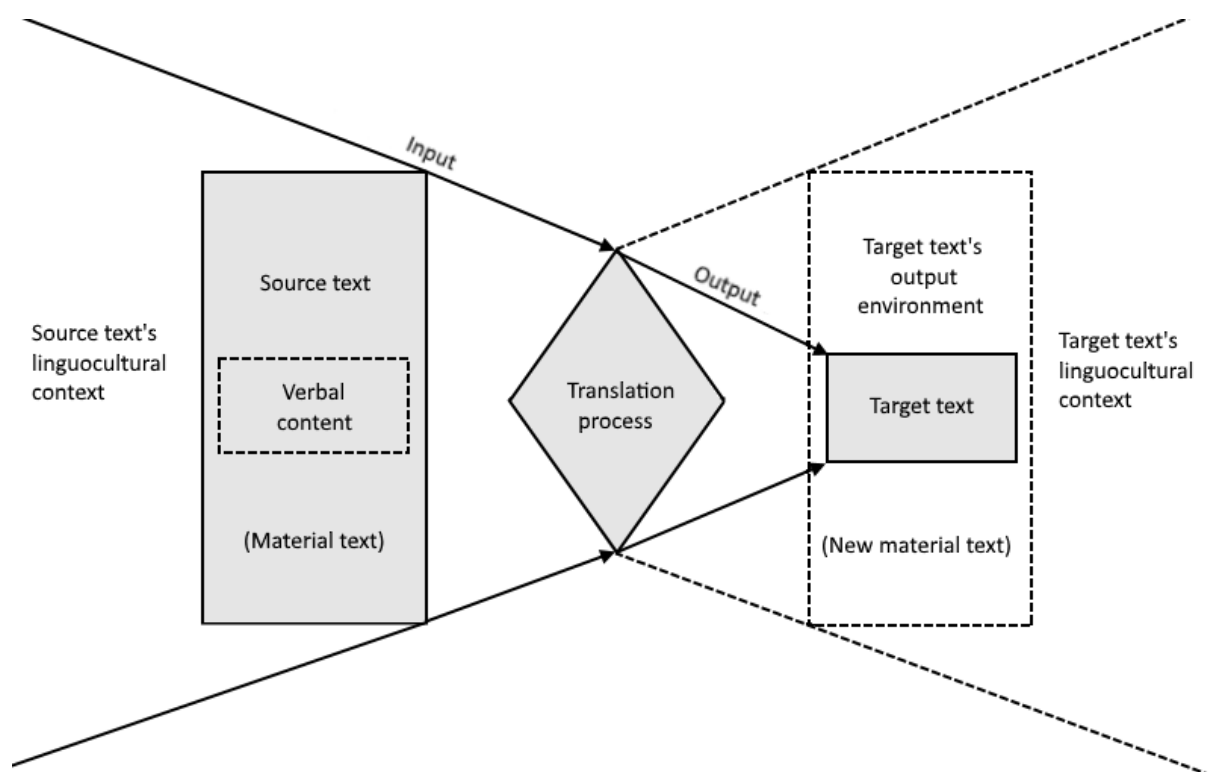 Input
Source text
Source text's
linguocultural
context
Verbal
content
(Material text)
Translation
process
Output
Target text's
output
environment
Target text
(New material text)
Target text's
linguocultural
context